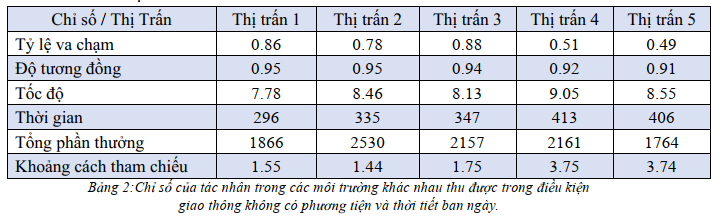 Chỉ số / Thị Trấn Thị trấn 1 Thị trấn 2 Thị trấn 3 Thị trấn 4 Thị trấn 5
Tỷ lệ va chạm 0.86 0.78 0.88 0.51 0.49
Độ tương đồng 0.95 0.95 0.94 0.92 0.91
Tốc độ 7.78 8.46 8.13 9.05 8.55
Thời gian 296 335 347 413 406
Tổng phần thưởng 1866 2530 2157 2161 1764
Khoảng cách tham chiếu 1.55 1.44 1.75 3.75 3.74
Bảng 2:Chỉ số của tác nhân trong các môi trường khác nhau thu được trong điều kiện
giao thông không có phương tiện và thời tiết ban ngày.